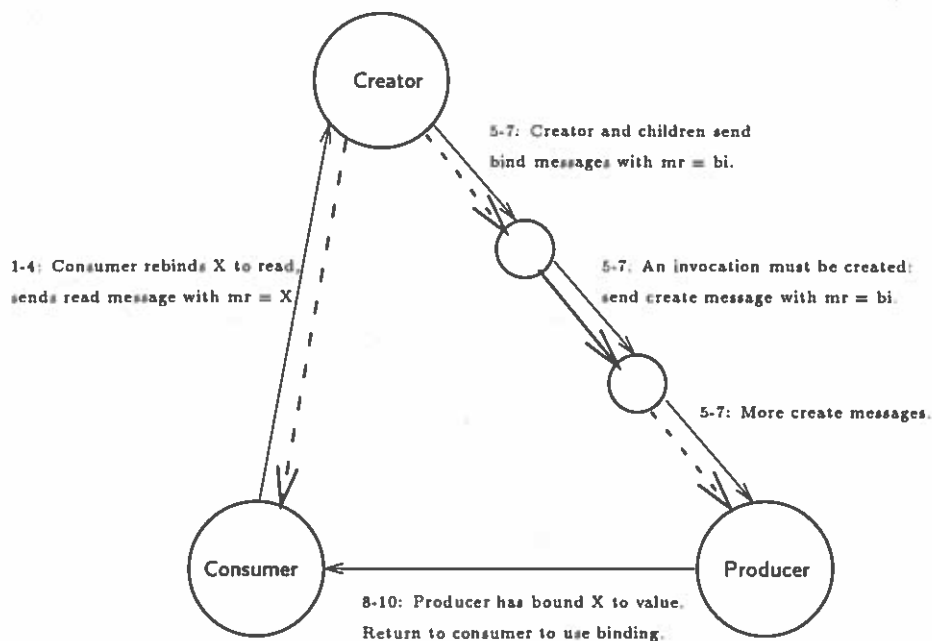 Creator
5-7: Creator and children send
bind messages with mr = bi.
1-4: Consumer rebinds X to read,
sends read message with mr = X
5-7. An invocation must be created:
send create message with mr = bi.
5-7: More create messages.
Consumer
Producer
8-10: Producer has bound X to value.
Return to consumer to use binding.